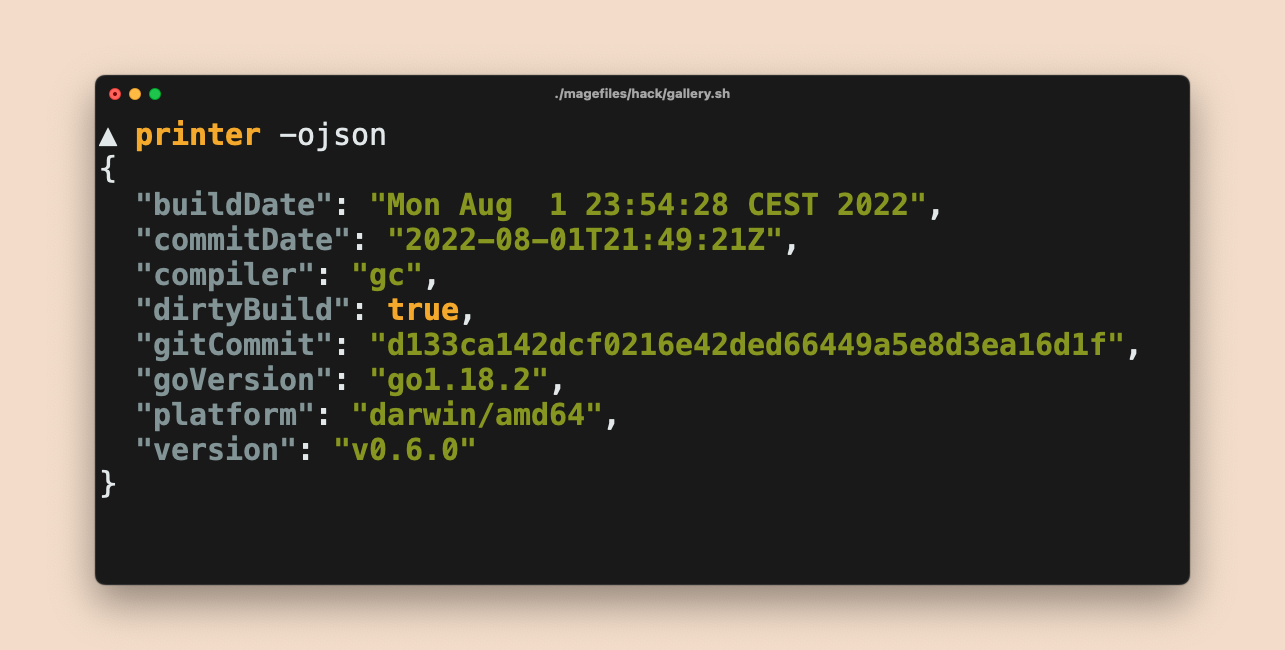 ./magefiles/hack/gallery.sh
▲ printer -ojson
{
  "buildDate": "Mon Aug  1 23:54:28 CEST 2022",
  "commitDate": "2022-08-01T21:49:21Z",
  "compiler": "gc",
  "dirtyBuild": true,
  "gitCommit": "d133ca142dcf0216e42ded66449a5e8d3ea16d1f",
  "goVersion": "go1.18.2",
  "platform": "darwin/amd64",
  "version": "v0.6.0"
}